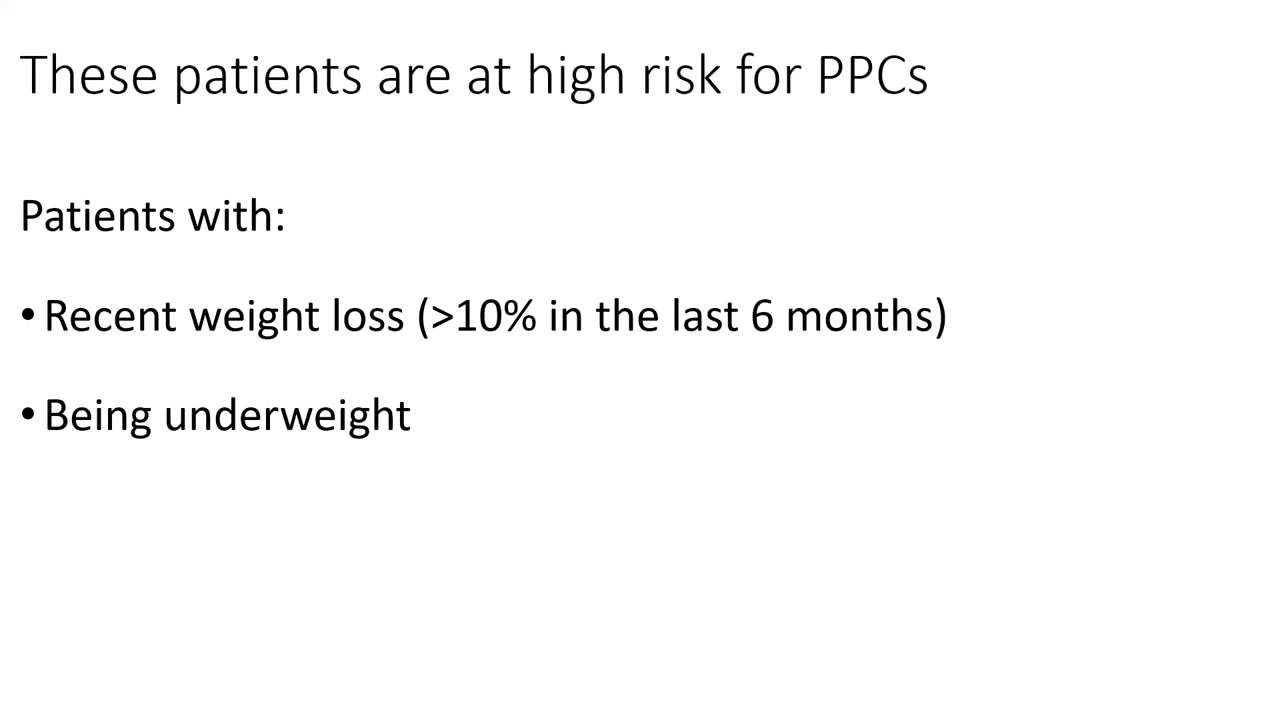 These patients are at high risk for PPCs
Patients with:
• Recent weight loss (>10% in the last 6 months)
• Being underweight